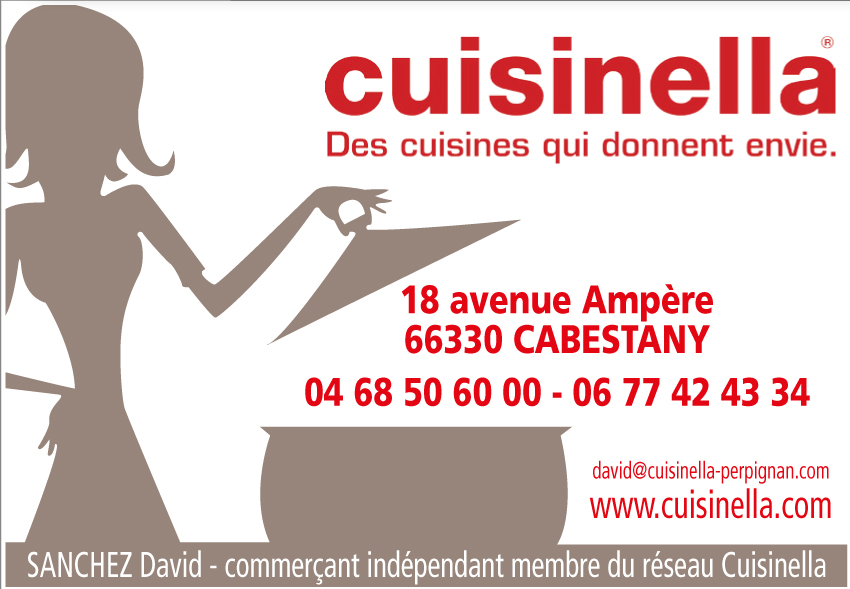 cuisinella®
Des cuisines qui donnent envie.
18 avenue Ampère
66330 CABESTANY
04 68 50 60 00 - 06 77 42 43 34
david@cuisinella-perpignan.com
www.cuisinella.com
SANCHEZ David - commerçant indépendant membre du réseau Cuisinella